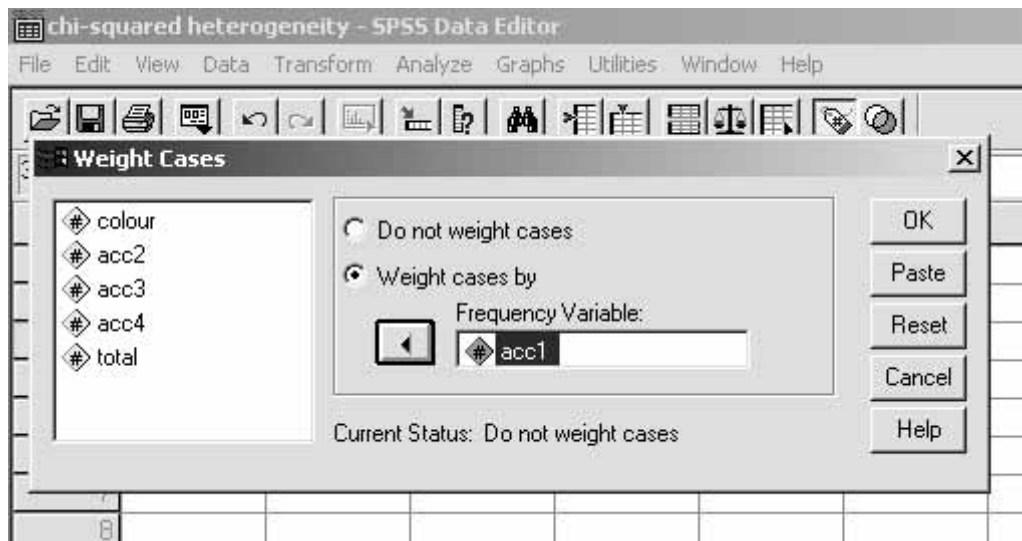 chi-squared heterogeneity - SPSS Data Editor
File Edit View Data Transform Analyze Graphs Utilities Window Help
Weight Cases
colour
acc2
acc3
acc4
total
Do not weight cases
Weight cases by
Frequency Variable:
acc1
Current Status: Do not weight cases
OK
Paste
Reset
Cancel
Help
8